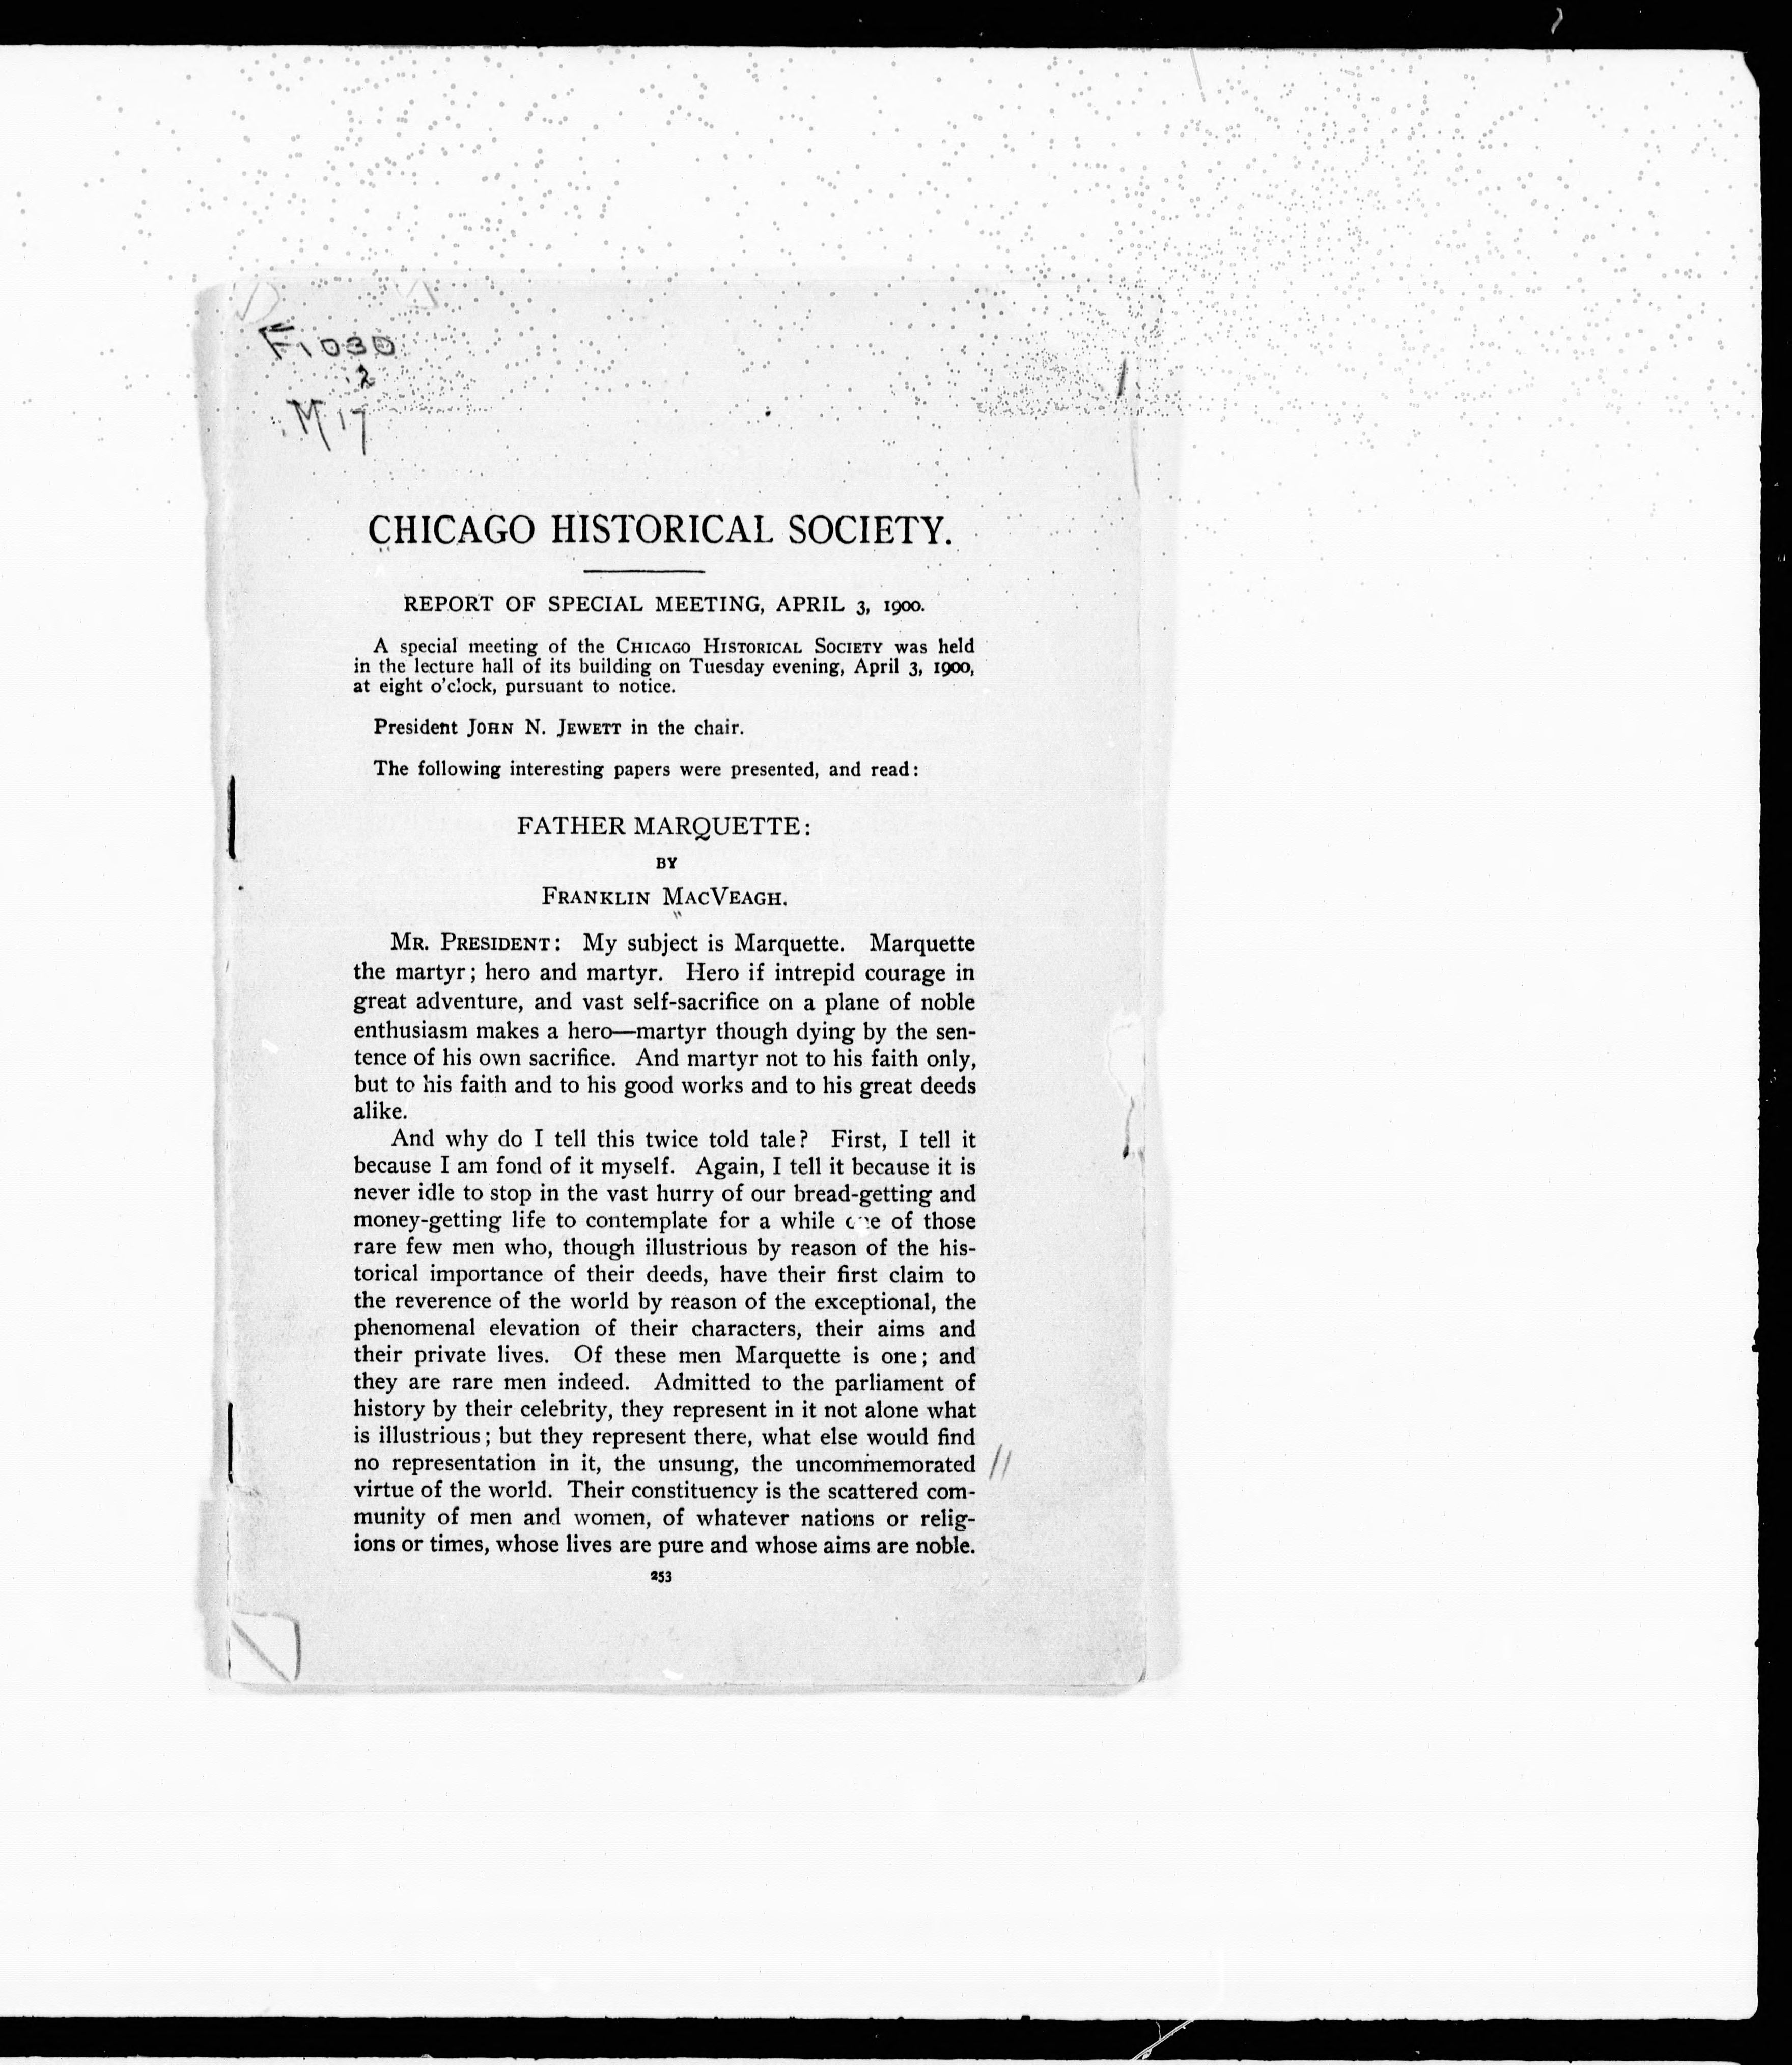 F1030
2
M17
CHICAGO HISTORICAL SOCIETY.
REPORT OF SPECIAL MEETING, APRIL 3, 1900.
A special meeting of the CHICAGO HISTORICAL SOCIETY was held
in the lecture hall of its building on Tuesday evening, April 3, 1900,
at eight o'clock, pursuant to notice.
President JOHN N. JEWETT in the chair.
The following interesting papers were presented, and read:
FATHER MARQUETTE:
BY
FRANKLIN MACVEAGH.
MR. PRESIDENT: My subject is Marquette. Marquette
the martyr; hero and martyr. Hero if intrepid courage in
great adventure, and vast self-sacrifice on a plane of noble
enthusiasm makes a hero—martyr though dying by the sen-
tence of his own sacrifice. And martyr not to his faith only,
but to his faith and to his good works and to his great deeds
alike.
And why do I tell this twice told tale? First, I tell it
because I am fond of it myself. Again, I tell it because it is
never idle to stop in the vast hurry of our bread-getting and
money-getting life to contemplate for a while one of those
rare few men who, though illustrious by reason of the his-
torical importance of their deeds, have their first claim to
the reverence of the world by reason of the exceptional, the
phenomenal elevation of their characters, their aims and
their private lives. Of these men Marquette is one; and
they are rare men indeed. Admitted to the parliament of
history by their celebrity, they represent in it not alone what
is illustrious; but they represent there, what else would find
no representation in it, the unsung, the uncommemorated
virtue of the world. Their constituency is the scattered com-
munity of men and women, of whatever nations or relig-
ions or times, whose lives are pure and whose aims are noble.
253